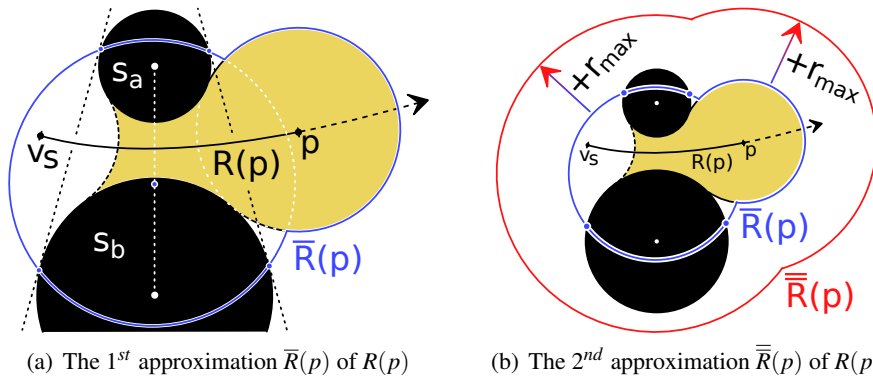 s_a
v_S
R(p)
p
s_b
R̅(p)
(a) The 1^st approximation R̅(p) of R(p)
+r_max
+r_max
v_S
R(p)
p
R̅(p)
R̿(p)
(b) The 2^nd approximation R̿(p) of R(p